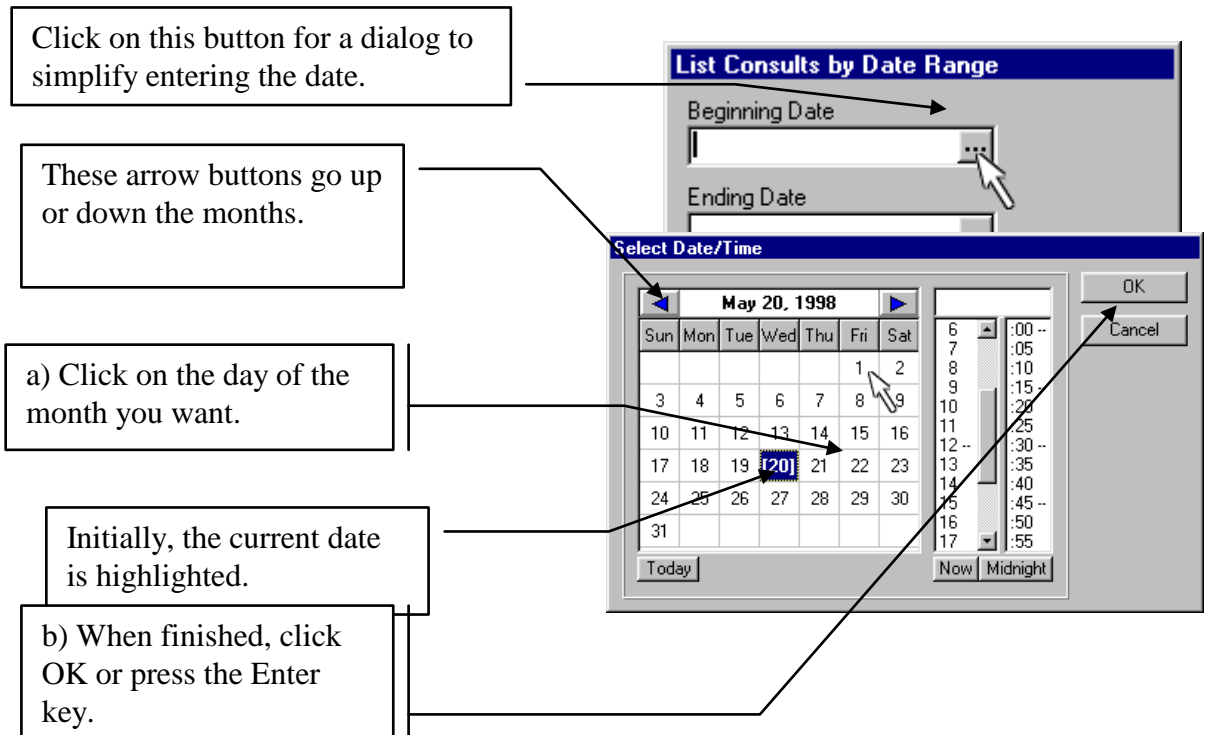 Click on this button for a dialog to
simplify entering the date.
List Consults by Date Range
Beginning Date
...
Ending Date
These arrow buttons go up
or down the months.
Select Date/Time
May 20, 1998
Sun Mon Tue Wed Thu Fri Sat
1 2
3 4 5 6 7 8 9
10 11 12 13 14 15 16
17 18 19 [20] 21 22 23
24 25 26 27 28 29 30
31
Today
6
7
8
9
10
11
12 --
13
14
15
16
17
:00 --
:05
:10
:15 --
:20
:25
:30 --
:35
:40
:45 --
:50
:55
Now Midnight
OK
Cancel
a) Click on the day of the
month you want.
Initially, the current date
is highlighted.
b) When finished, click
OK or press the Enter
key.